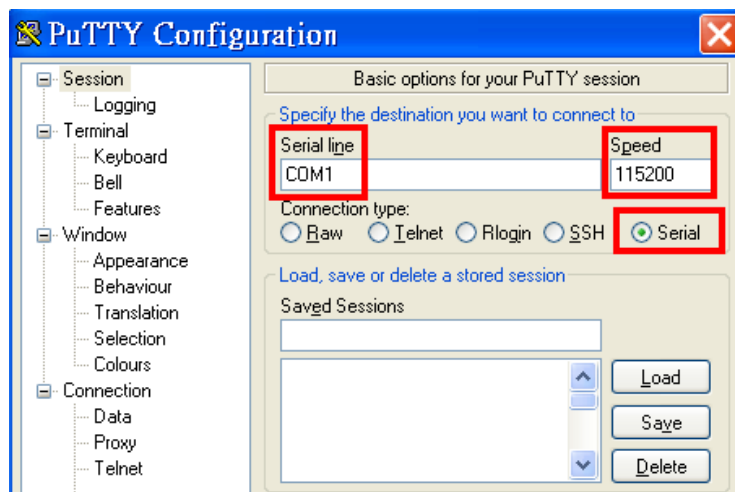 PuTTY Configuration
Session
Logging
Terminal
Keyboard
Bell
Features
Window
Appearance
Behaviour
Translation
Selection
Colours
Connection
Data
Proxy
Telnet
Basic options for your PuTTY session
Specify the destination you want to connect to
Serial line Speed
COM1 115200
Connection type:
Raw Telnet Rlogin SSH Serial
Load, save or delete a stored session
Saved Sessions
Load
Save
Delete